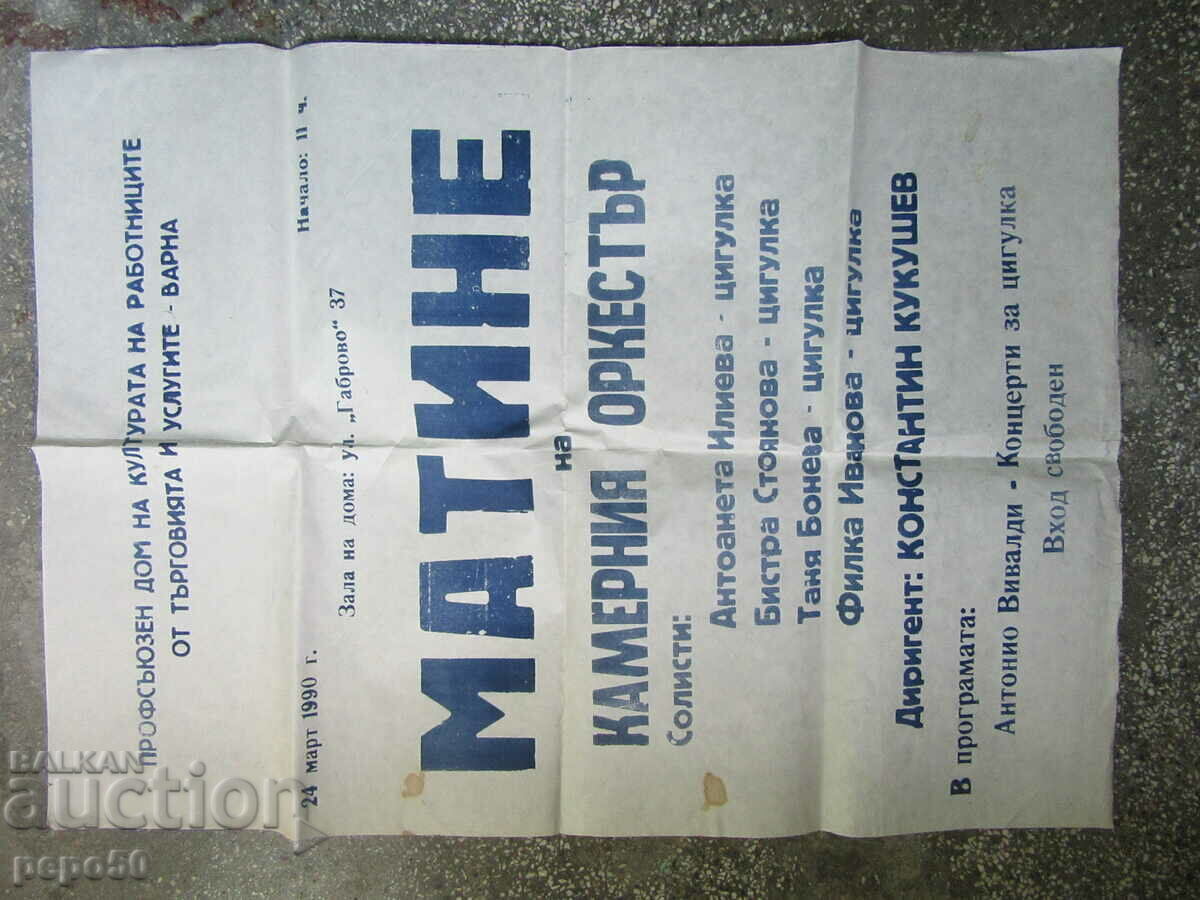 ПРОФСЪЮЗЕН ДОМ НА КУЛТУРАТА НА РАБОТНИЦИТЕ
ОТ ТЪРГОВИЯТА И УСЛУГИТЕ - ВАРНА
24 март 1990 г. Начало: 11 ч.
Зала на дома: ул. „Габрово“ 37
МАТИНЕ
на
КАМЕРНИЯ ОРКЕСТЪР
Солисти:
Антоанета Илиева - цигулка
Бистра Стоянова - цигулка
Таня Бонева - цигулка
Филка Иванова - цигулка
Диригент: КОНСТАНТИН КУКУШЕВ
В програмата:
Антонио Вивалди - Концерти за цигулка
Вход свободен
BALKAN
auction
pepo50